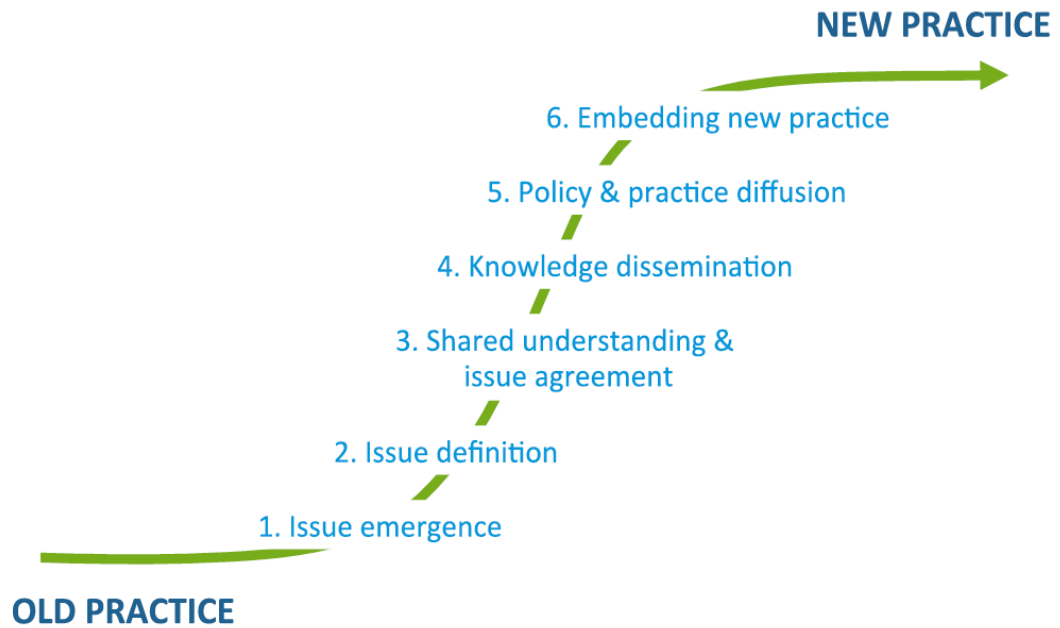 NEW PRACTICE
6. Embedding new practice
5. Policy & practice diffusion
4. Knowledge dissemination
3. Shared understanding &
issue agreement
2. Issue definition
1. Issue emergence
OLD PRACTICE